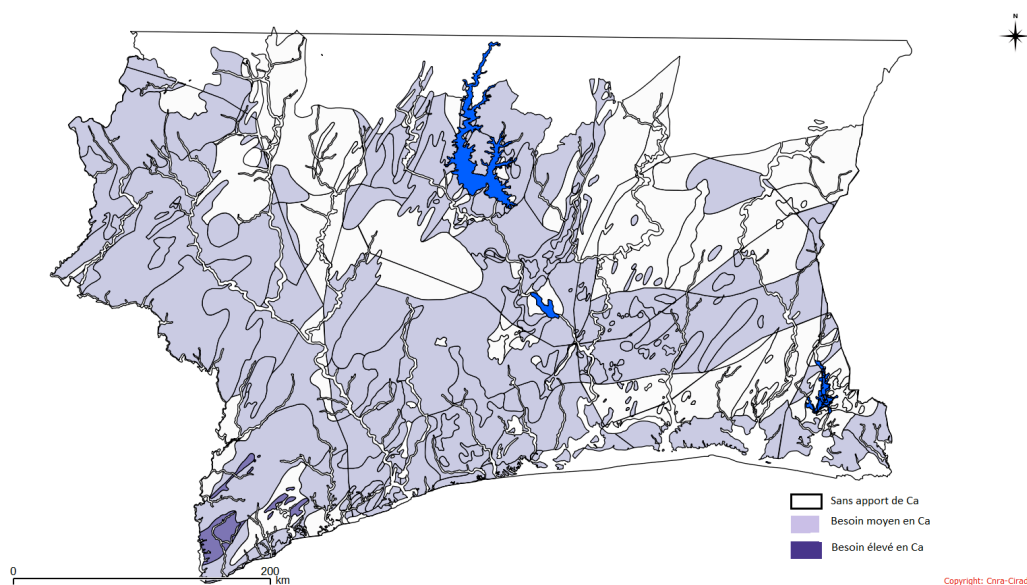 N
Sans apport de Ca
Besoin moyen en Ca
Besoin élevé en Ca
0 200
km
Copyright: Cnra-Cirad